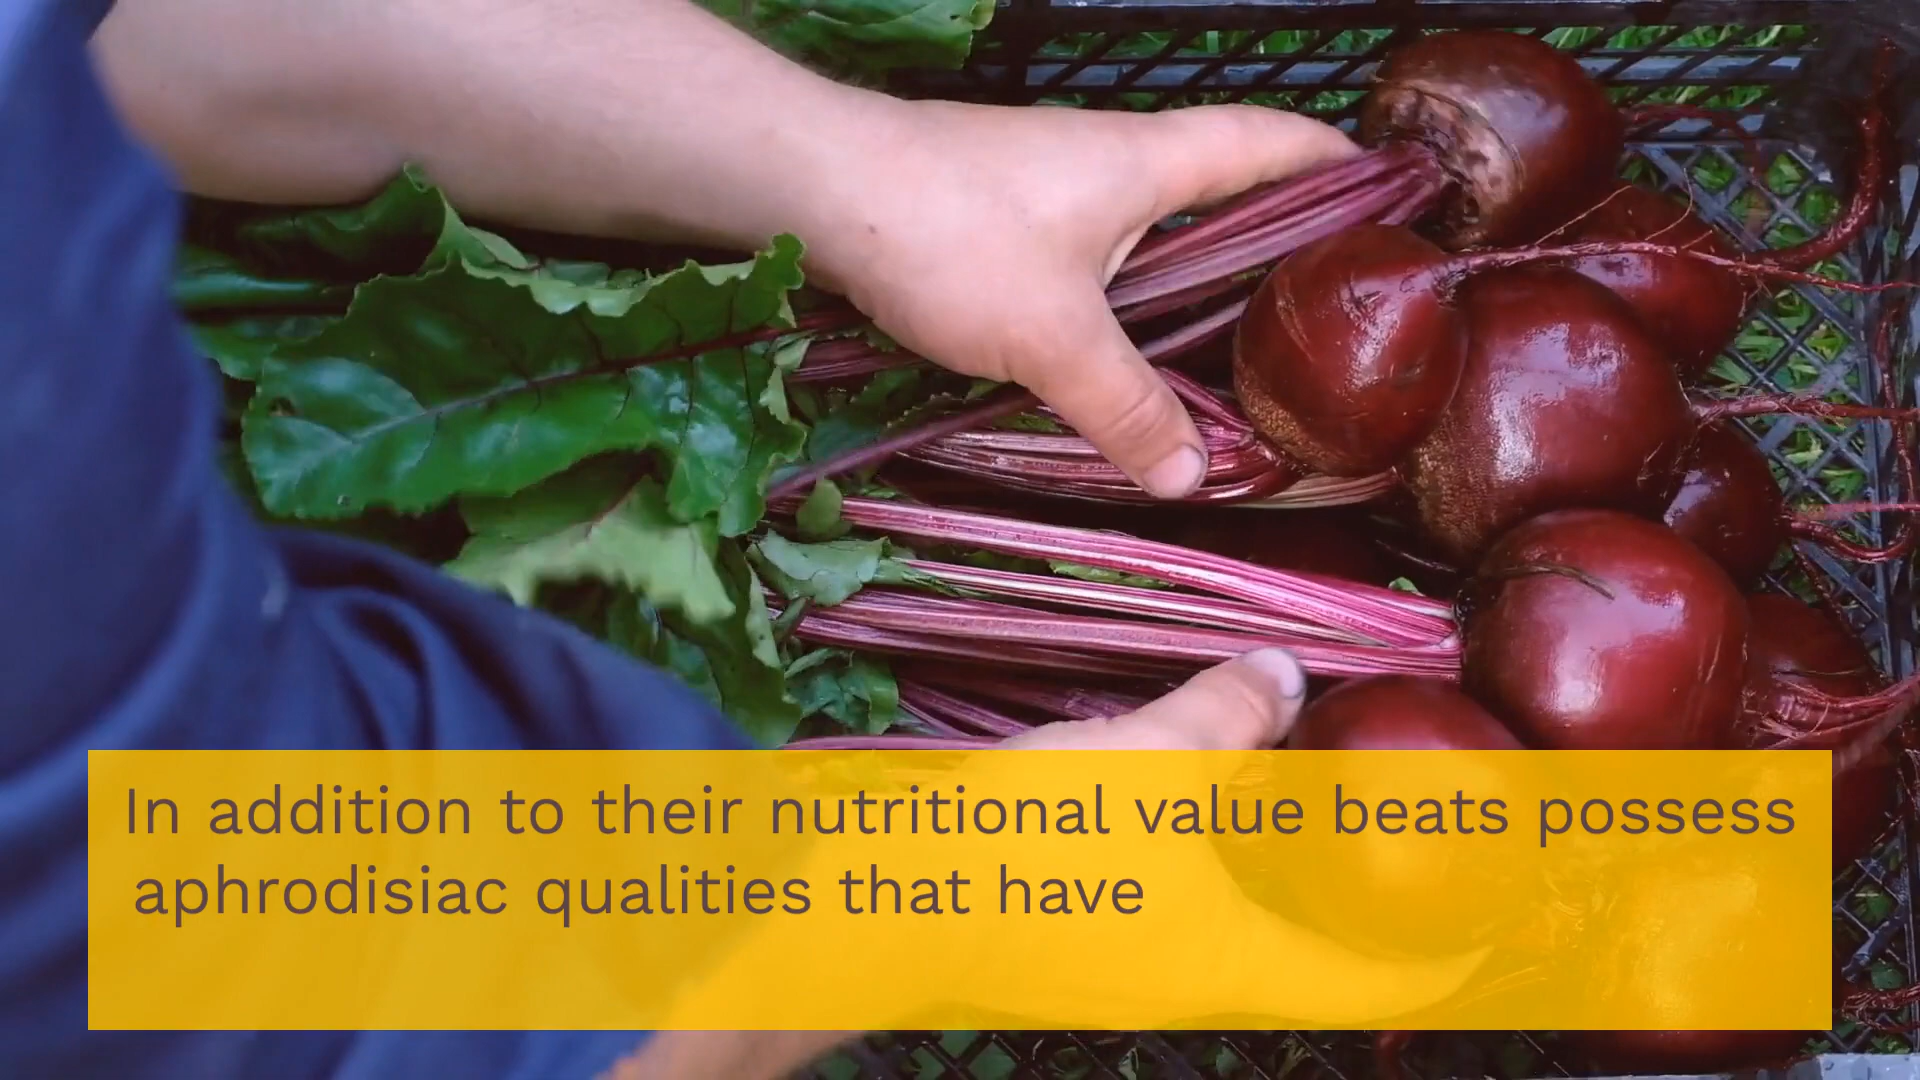 In addition to their nutritional value beats possess
aphrodisiac qualities that have